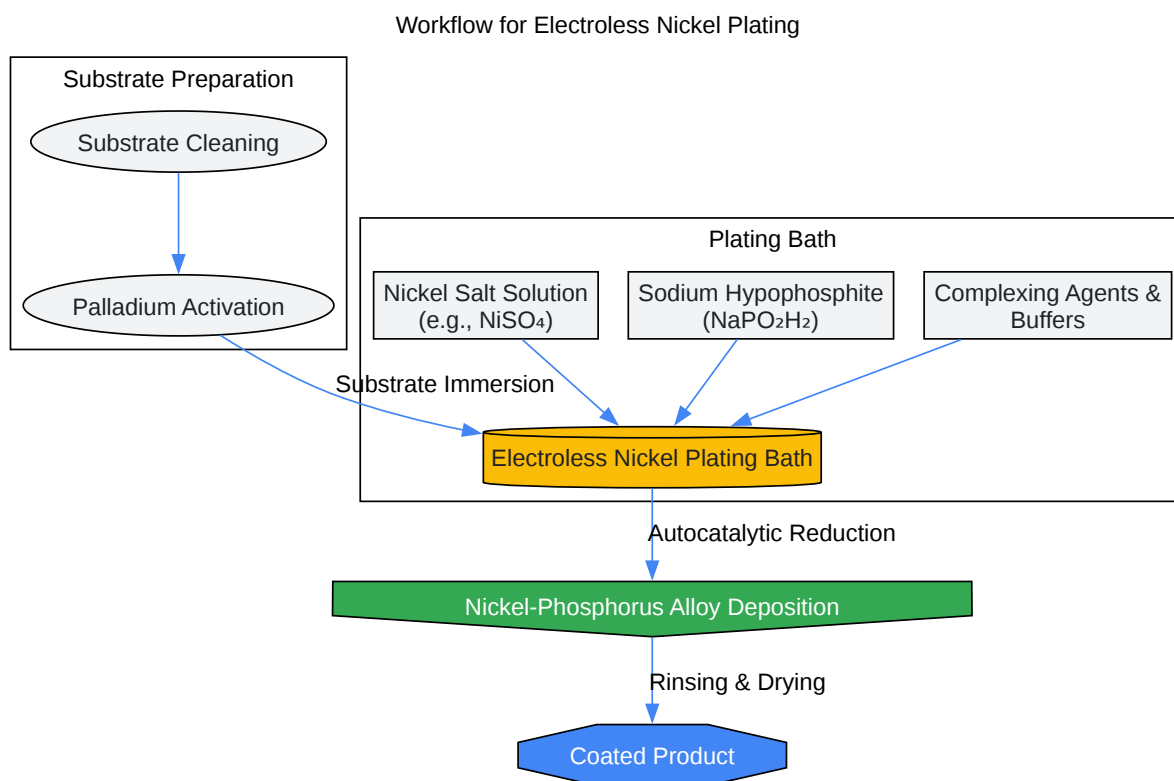 Workflow for Electroless Nickel Plating
Substrate Preparation
Substrate Cleaning
Palladium Activation
Plating Bath
Nickel Salt Solution
(e.g., NiSO₄)
Sodium Hypophosphite
(NaPO₂H₂)
Complexing Agents &
Buffers
Substrate Immersion
Electroless Nickel Plating Bath
Autocatalytic Reduction
Nickel-Phosphorus Alloy Deposition
Rinsing & Drying
Coated Product